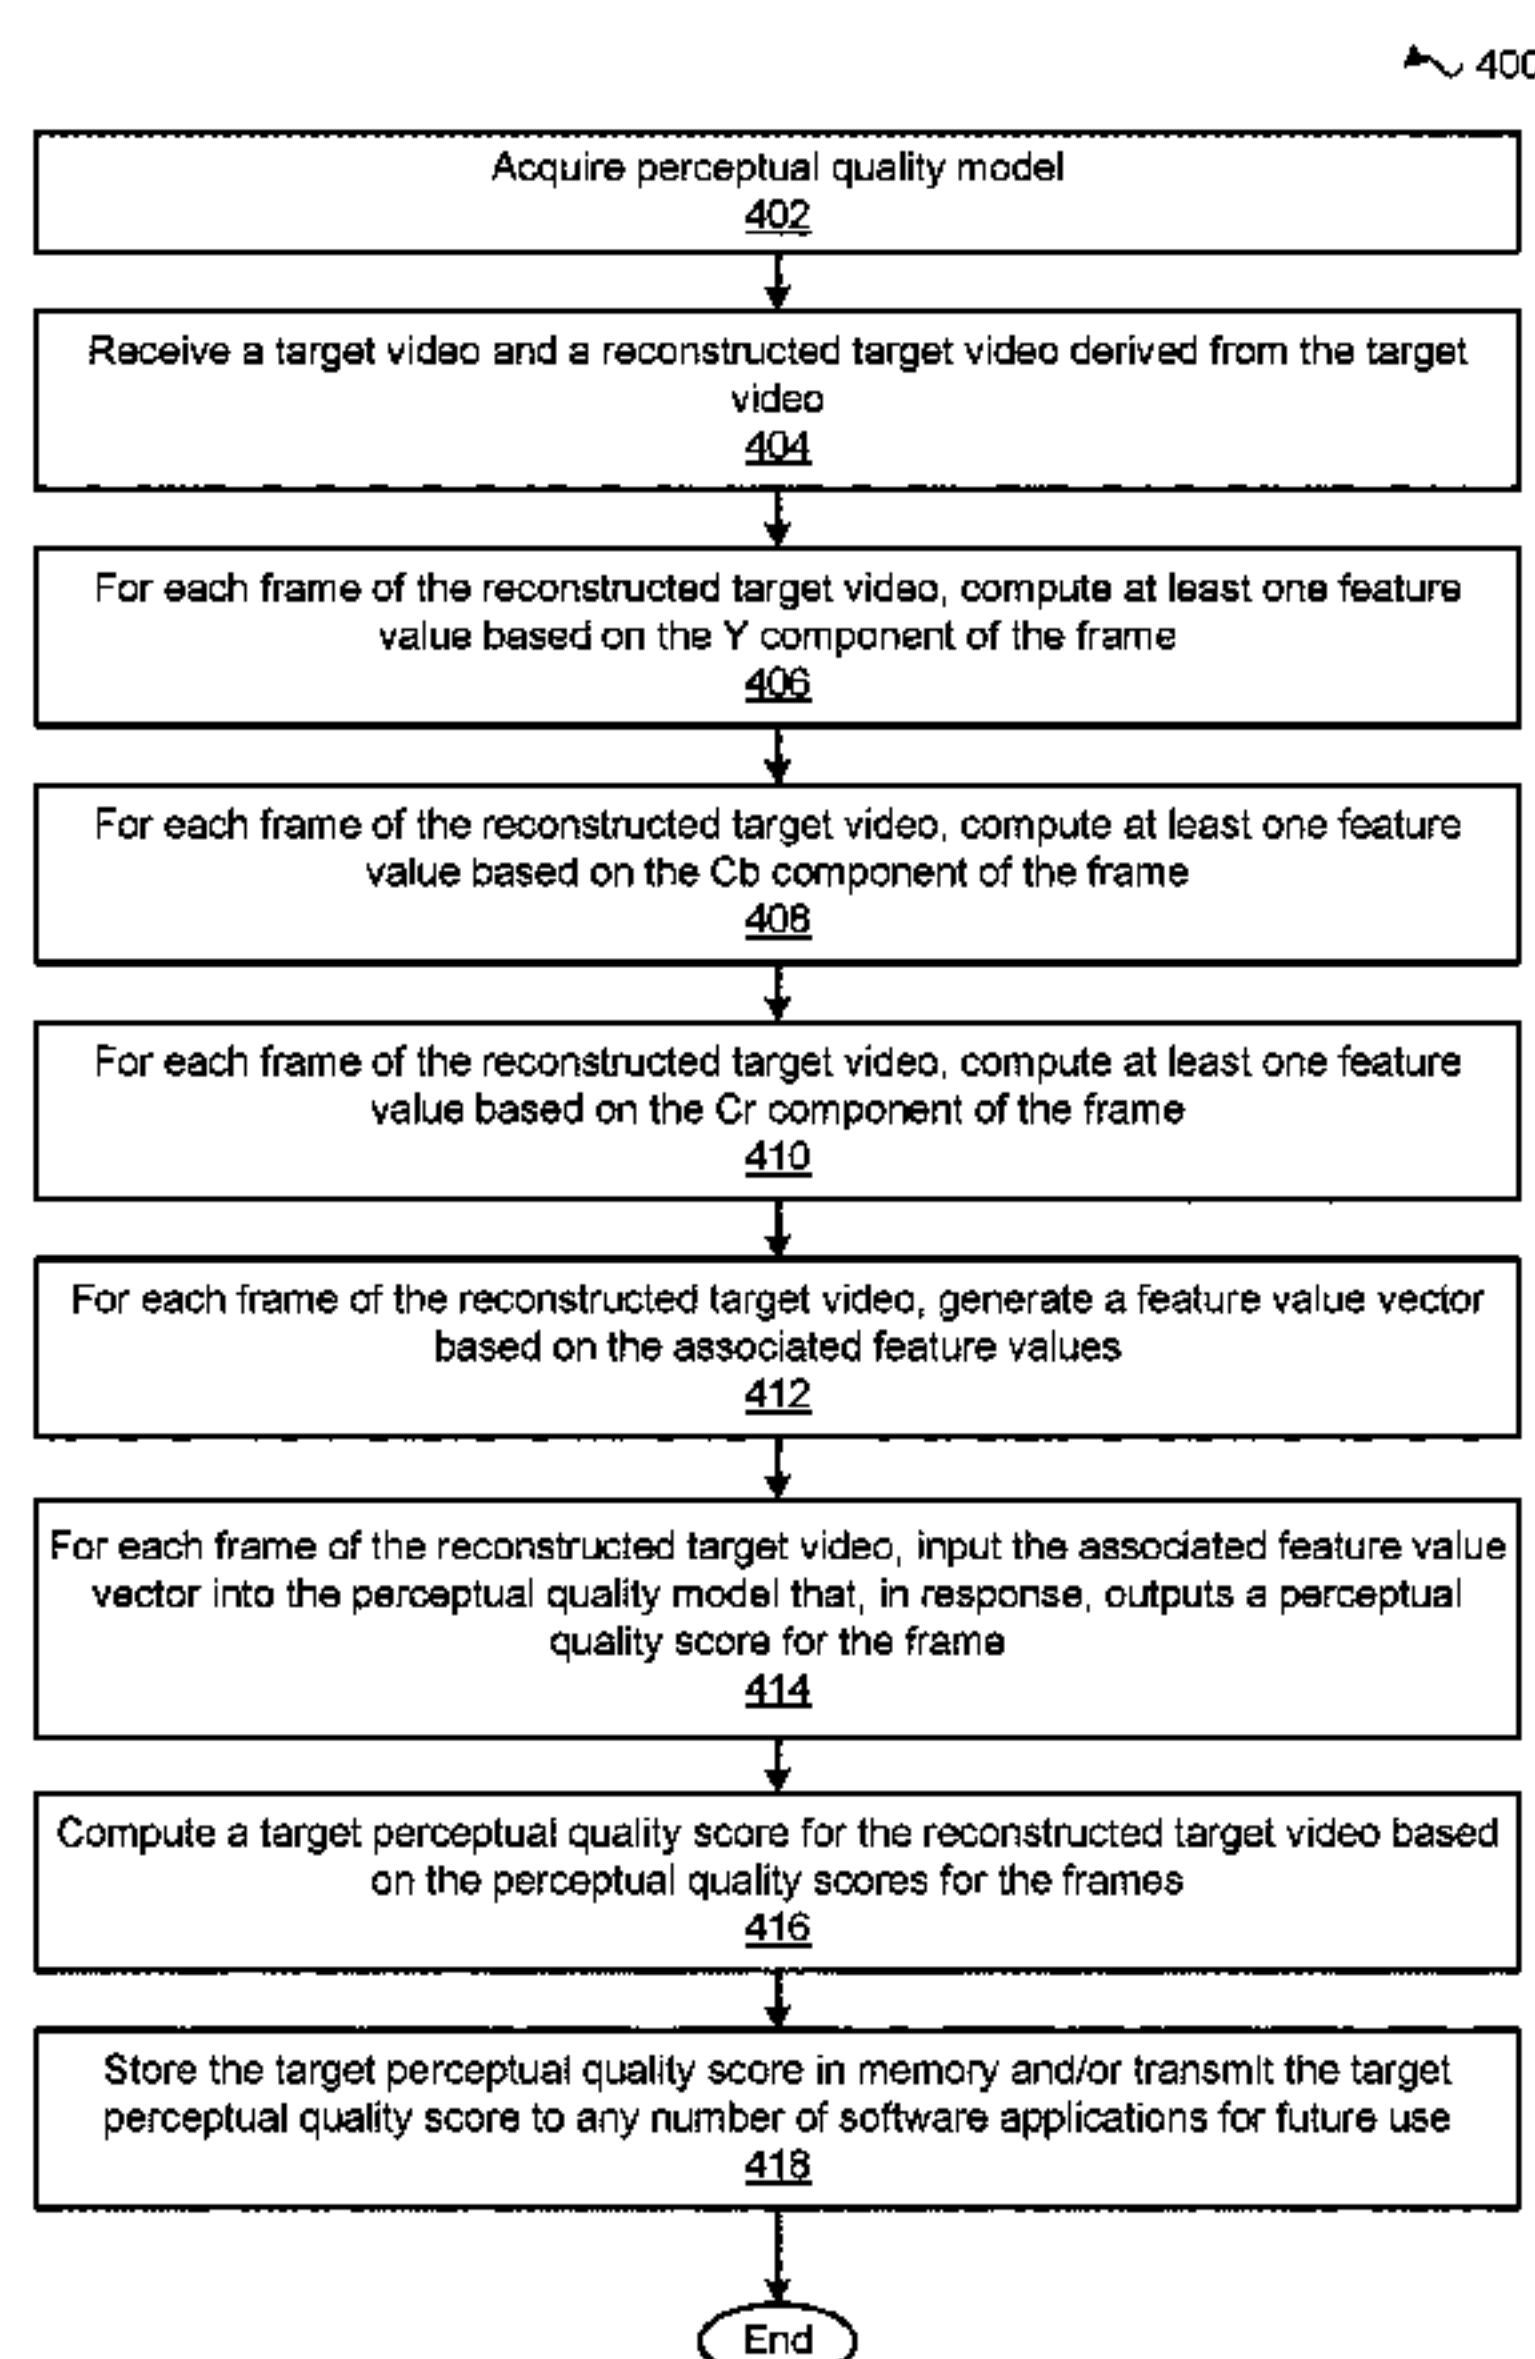 400
Acquire perceptual quality model
402
Receive a target video and a reconstructed target video derived from the target
video
404
For each frame of the reconstructed target video, compute at least one feature
value based on the Y component of the frame
406
For each frame of the reconstructed target video, compute at least one feature
value based on the Cb component of the frame
408
For each frame of the reconstructed target video, compute at least one feature
value based on the Cr component of the frame
410
For each frame of the reconstructed target video, generate a feature value vector
based on the associated feature values
412
For each frame of the reconstructed target video, input the associated feature value
vector into the perceptual quality model that, in response, outputs a perceptual
quality score for the frame
414
Compute a target perceptual quality score for the reconstructed target video based
on the perceptual quality scores for the frames
416
Store the target perceptual quality score in memory and/or transmit the target
perceptual quality score to any number of software applications for future use
418
End